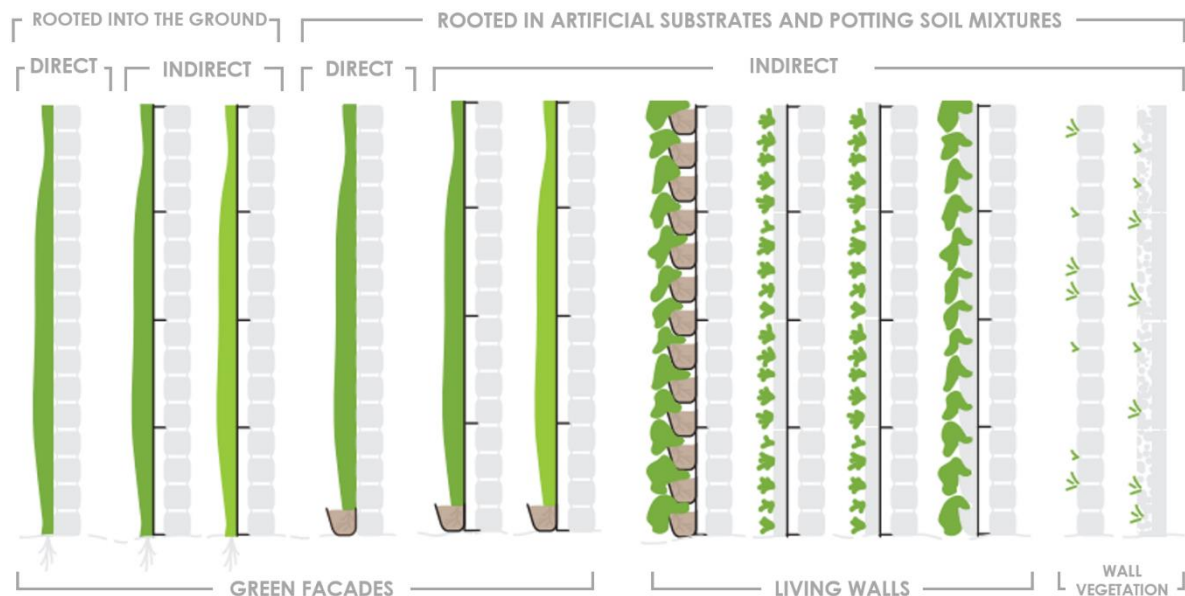 ROOTED INTO THE GROUND
ROOTED IN ARTIFICIAL SUBSTRATES AND POTTING SOIL MIXTURES
DIRECT
INDIRECT
DIRECT
INDIRECT
GREEN FACADES
LIVING WALLS
WALL
VEGETATION